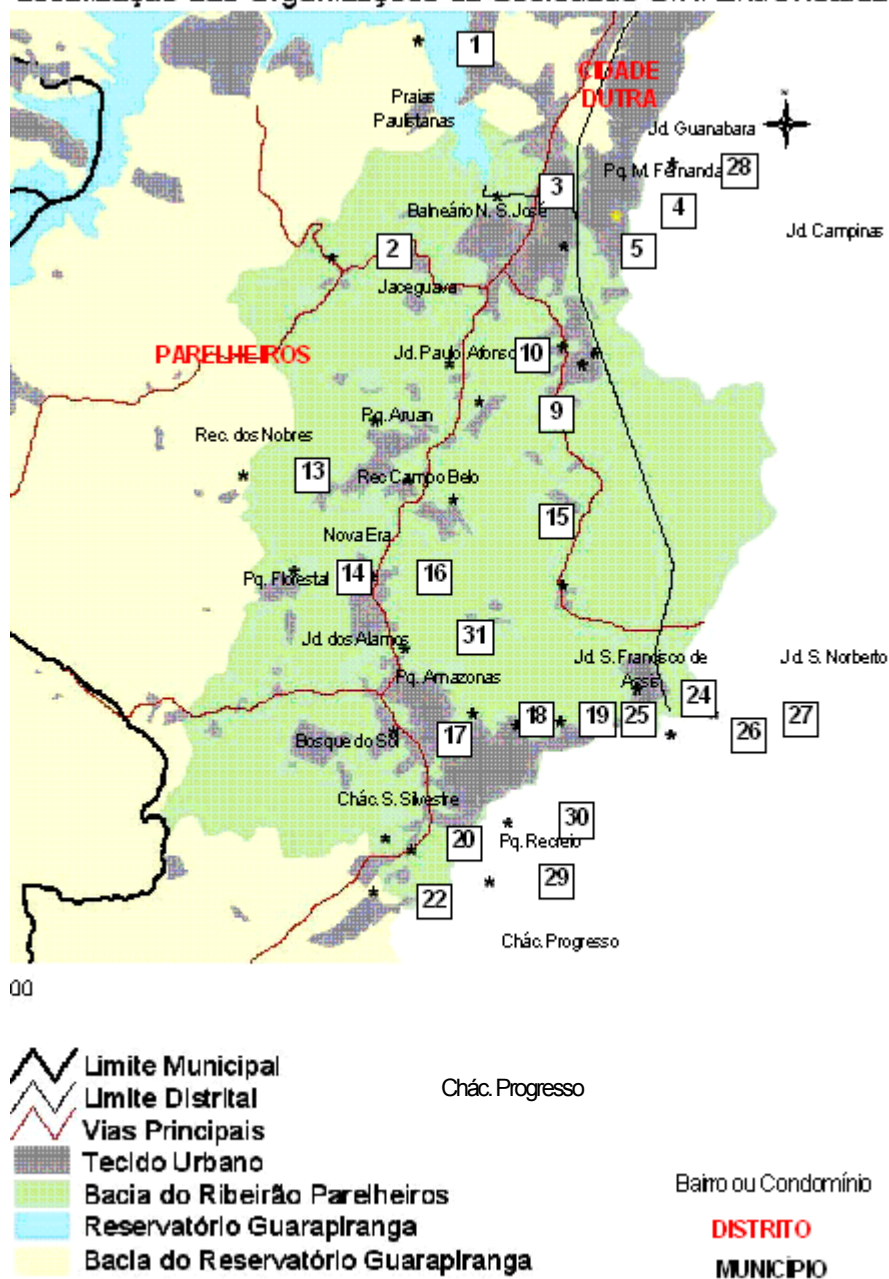 1
CIDADE
DUTRA
Praias
Paulistanas
Jd. Guanabara
Pq. M. Fernanda
28
3
4
Balneário N. S. José
Jd. Campinas
2
5
Jaceguava
PARELHEIROS
Jd. Paulo Afonso
10
9
Pq. Aruan
Rec. dos Nobres
13
Rec Campo Belo
15
Nova Era
Pq. Florestal
14
16
31
Jd. dos Alamos
Jd. S. Francisco de
Assis
Jd. S. Norberto
Pq. Amazonas
24
18
19
25
27
26
17
Bosque do Sol
Chác. S. Silvestre
30
20
Pq. Recreio
29
22
Chác. Progresso
00
Limite Municipal
Limite Distrital
Vias Principais
Tecido Urbano
Bacia do Ribeirão Parelheiros
Reservatório Guarapiranga
Bacia do Reservatório Guarapiranga
Chác. Progresso
Bairro ou Condomínio
DISTRITO
MUNICÍPIO